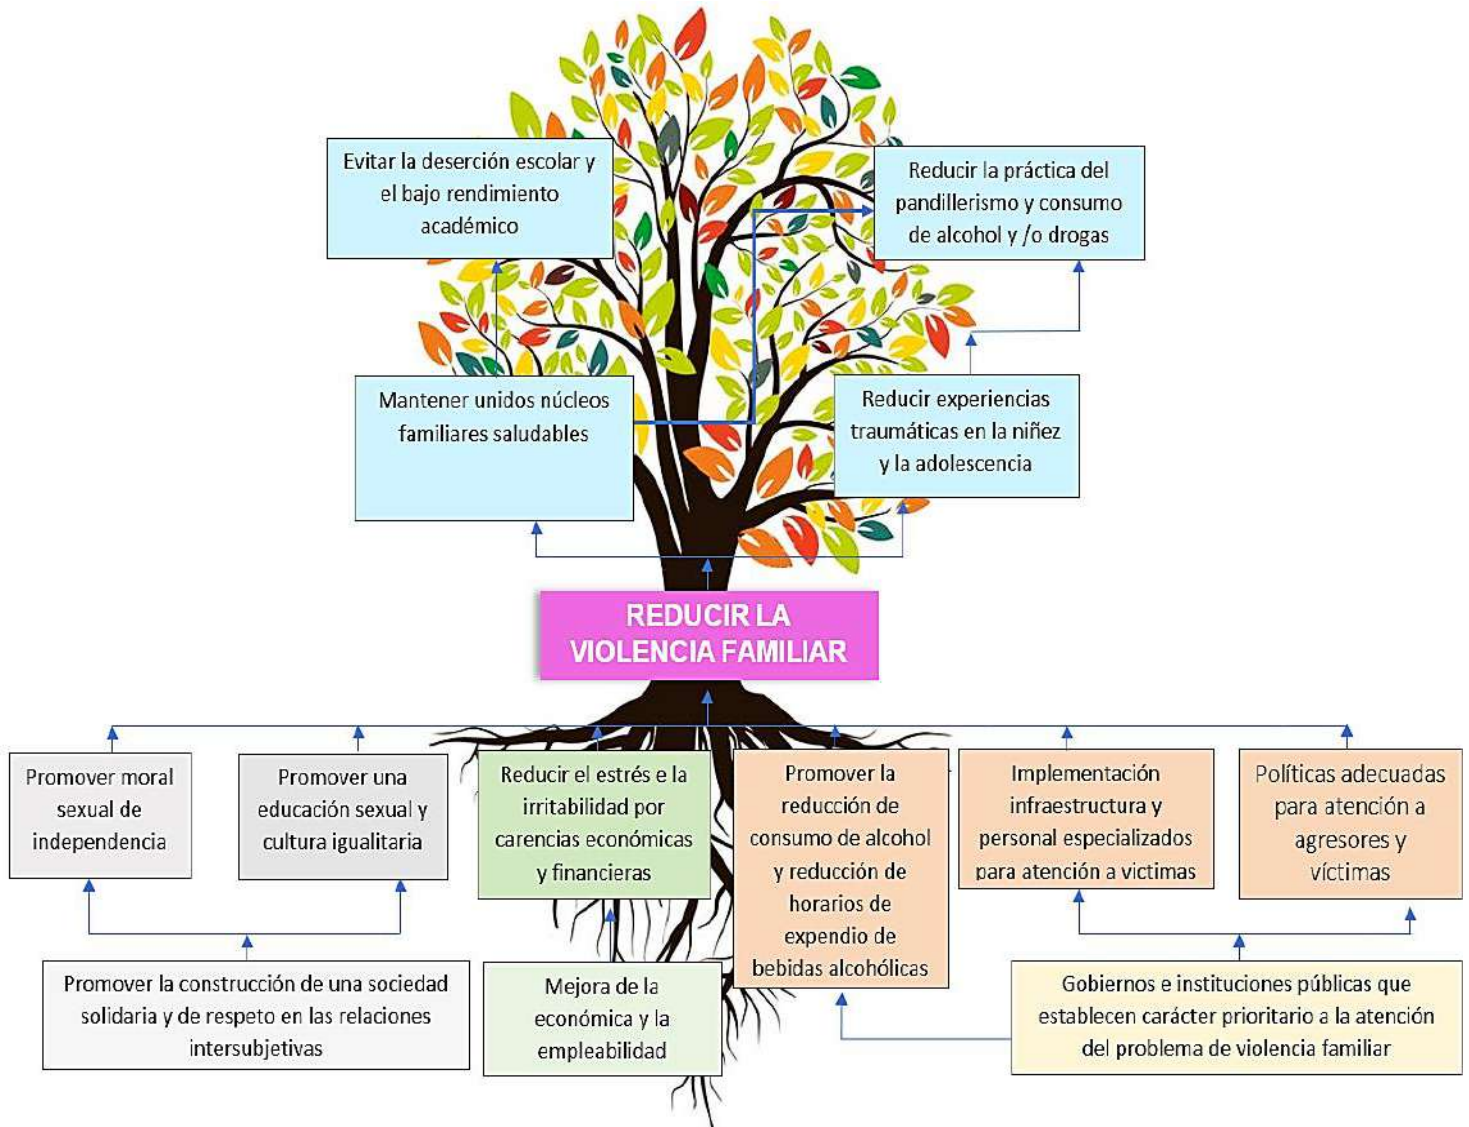 Evitar la deserción escolar y
el bajo rendimiento
académico
Reducir la práctica del
pandillerismo y consumo
de alcohol y /o drogas
Mantener unidos núcleos
familiares saludables
Reducir experiencias
traumáticas en la niñez
y la adolescencia
REDUCIR LA
VIOLENCIA FAMILIAR
Promover moral
sexual de
independencia
Promover una
educación sexual y
cultura igualitaria
Reducir el estrés e la
irritabilidad por
carencias económicas
y financieras
Promover la
reducción de
consumo de alcohol
y reducción de
horarios de
expendio de
bebidas alcohólicas
Implementación
infraestructura y
personal especializados
para atención a victimas
Políticas adecuadas
para atención a
agresores y
víctimas
Promover la construcción de una sociedad
solidaria y de respeto en las relaciones
intersubjetivas
Mejora de la
económica y la
empleabilidad
Gobiernos e instituciones públicas que
establecen carácter prioritario a la atención
del problema de violencia familiar